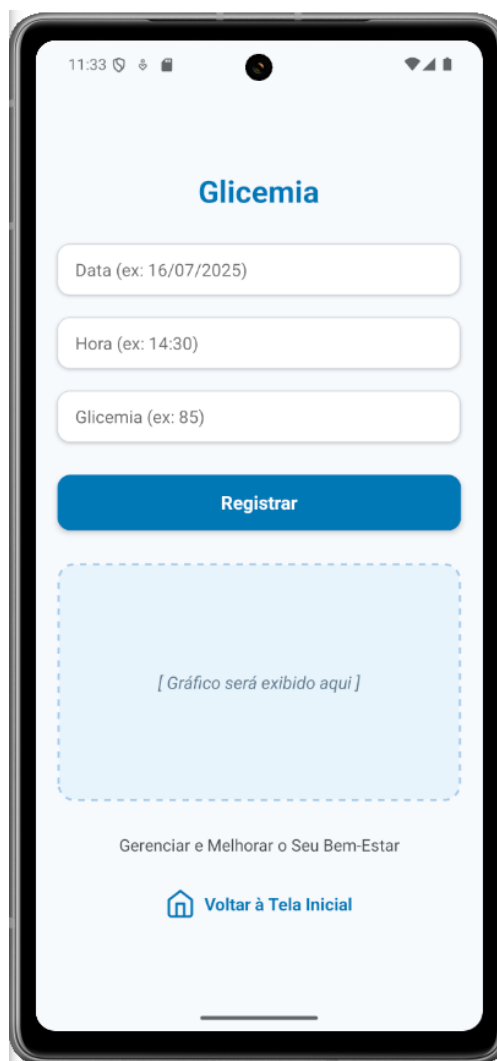 11:33
Glicemia
Data (ex: 16/07/2025)
Hora (ex: 14:30)
Glicemia (ex: 85)
Registrar
[ Gráfico será exibido aqui ]
Gerenciar e Melhorar o Seu Bem-Estar
Voltar à Tela Inicial